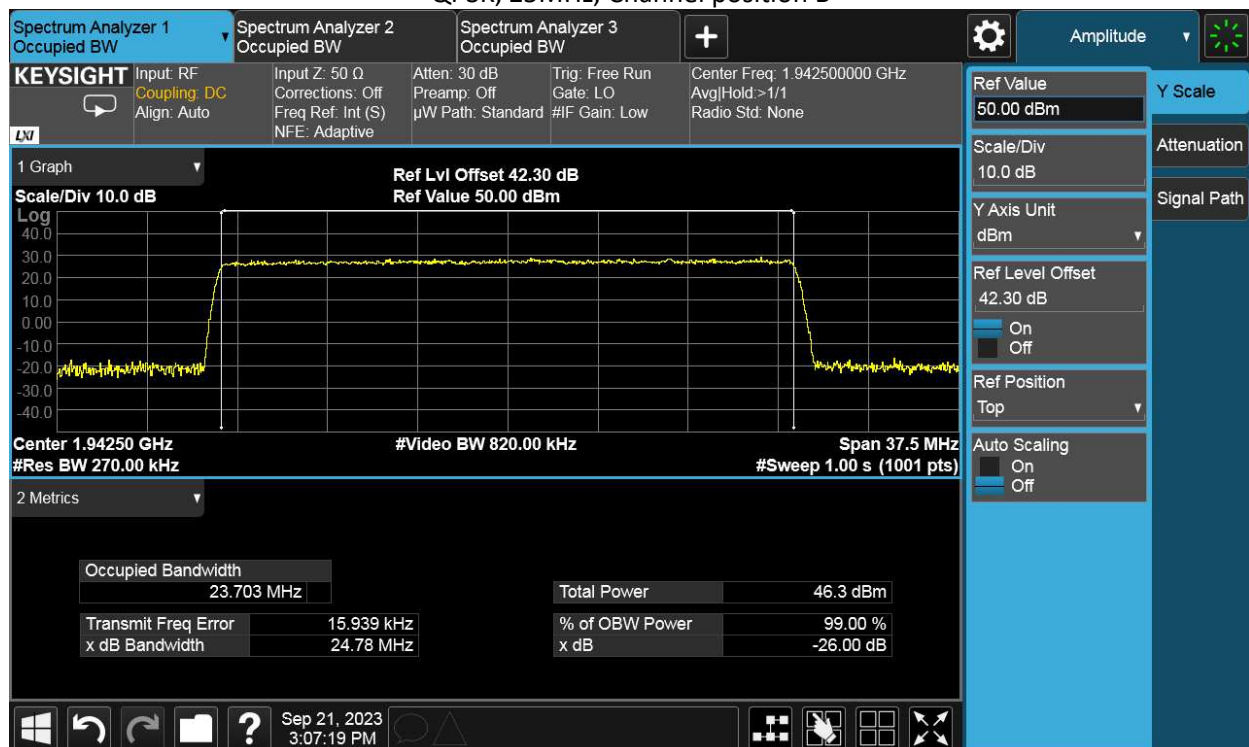 QPSK, 25MHz, Channel position B
Spectrum Analyzer 1
Occupied BW
Spectrum Analyzer 2
Occupied BW
Spectrum Analyzer 3
Occupied BW
Amplitude
KEYSIGHT
LXI
Input: RF
Coupling: DC
Align: Auto
Input Z: 50 Ω
Corrections: Off
Freq Ref: Int (S)
NFE: Adaptive
Atten: 30 dB
Preamp: Off
µW Path: Standard
Trig: Free Run
Gate: LO
#IF Gain: Low
Center Freq: 1.942500000 GHz
Avg|Hold:>1/1
Radio Std: None
1 Graph
Scale/Div 10.0 dB
Ref Lvl Offset 42.30 dB
Ref Value 50.00 dBm
Log
40.0
30.0
20.0
10.0
0.00
-10.0
-20.0
-30.0
-40.0
Center 1.94250 GHz
#Res BW 270.00 kHz
#Video BW 820.00 kHz
Span 37.5 MHz
#Sweep 1.00 s (1001 pts)
2 Metrics
Occupied Bandwidth
23.703 MHz
Total Power 46.3 dBm
Transmit Freq Error 15.939 kHz
% of OBW Power 99.00 %
x dB Bandwidth 24.78 MHz
x dB -26.00 dB
Ref Value
50.00 dBm
Scale/Div
10.0 dB
Y Axis Unit
dBm
Ref Level Offset
42.30 dB
On
Off
Ref Position
Top
Auto Scaling
On
Off
Y Scale
Attenuation
Signal Path
?
Sep 21, 2023
3:07:19 PM